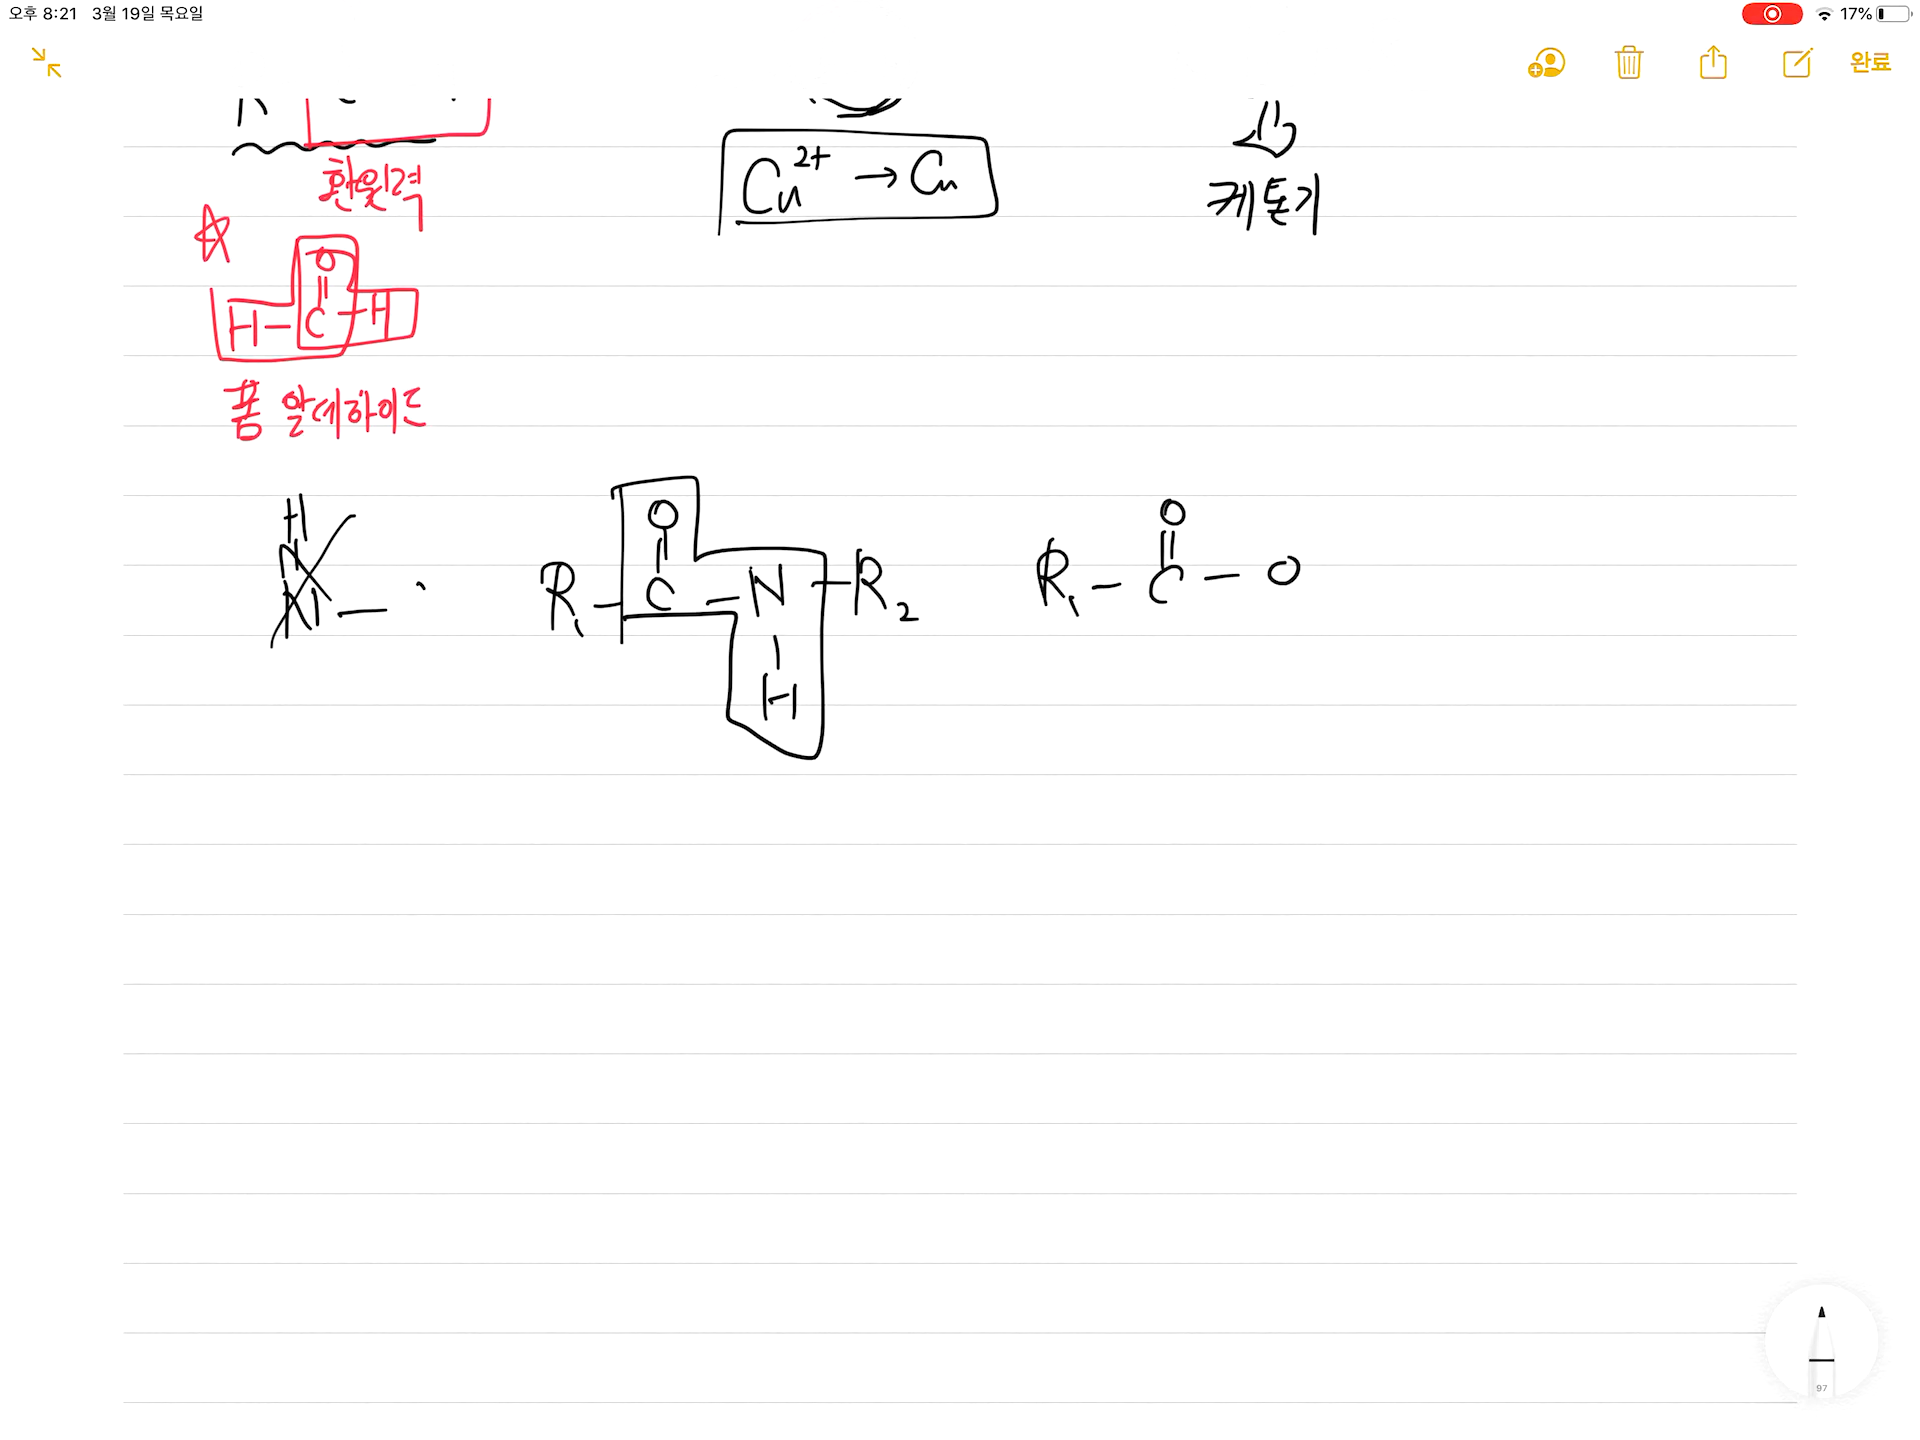 오후 8:21 3월 19일 목요일
17%
완료
환원력
Cu²⁺ → Cu
케톤기
O
H-C-H
폼 알데하이드
H
N
O
R₁-C-N-R₂
H
O
R₁-C-O
97